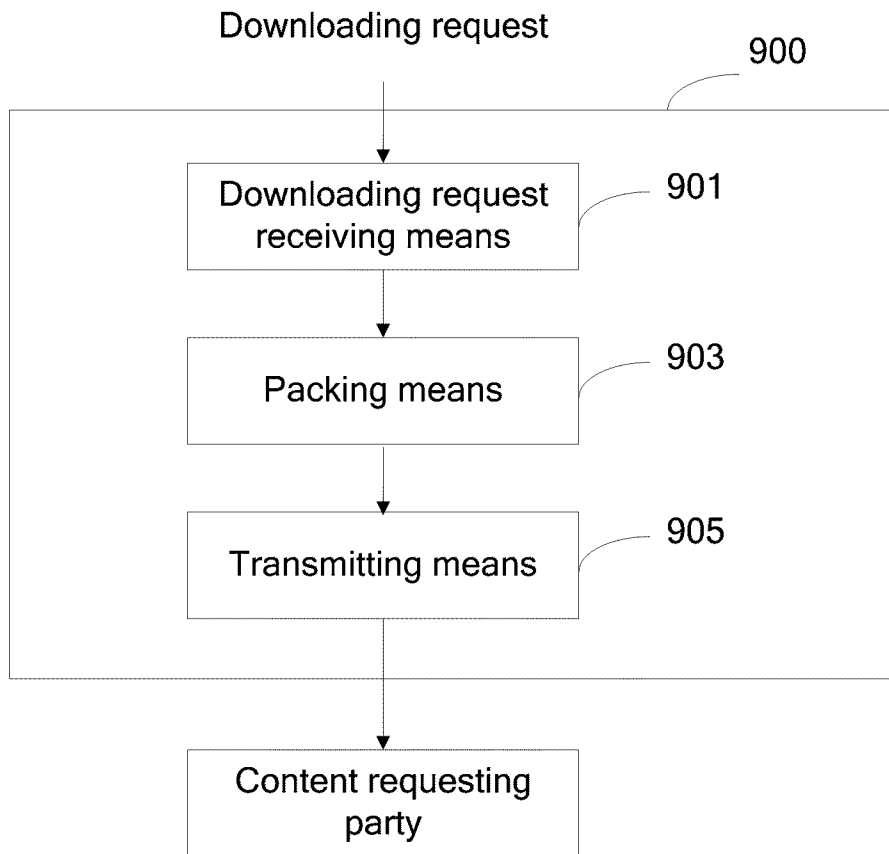 Downloading request
900
Downloading request
receiving means
901
Packing means
903
Transmitting means
905
Content requesting
party